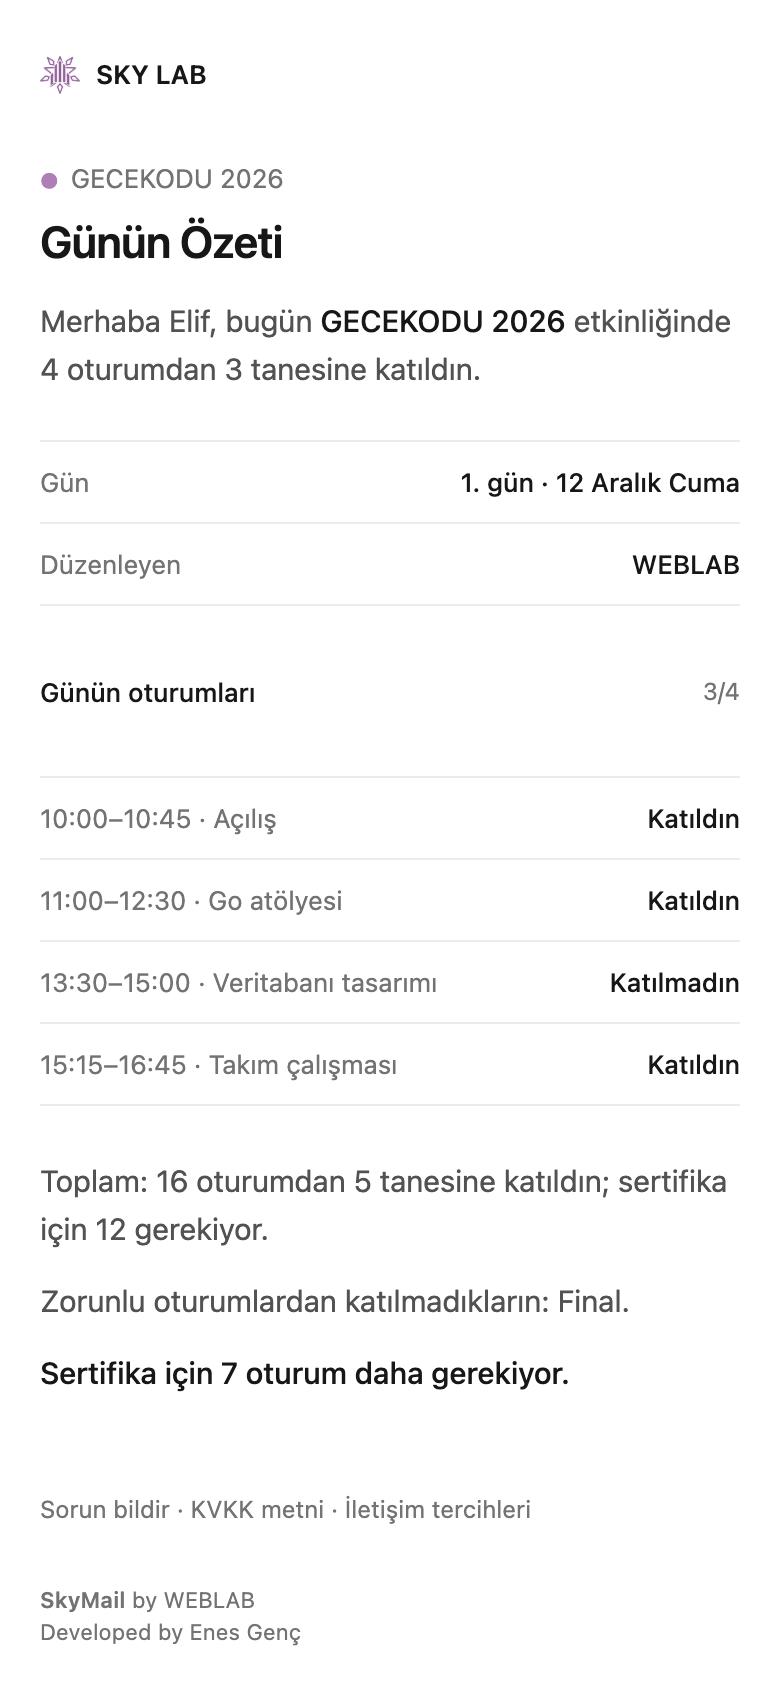 SKY LAB
GECEKODU 2026
Günün Özeti
Merhaba Elif, bugün GECEKODU 2026 etkinliğinde
4 oturumdan 3 tanesine katıldın.
Gün 1. gün · 12 Aralık Cuma
Düzenleyen WEBLAB
Günün oturumları 3/4
10:00–10:45 · Açılış Katıldın
11:00–12:30 · Go atölyesi Katıldın
13:30–15:00 · Veritabanı tasarımı Katılmadın
15:15–16:45 · Takım çalışması Katıldın
Toplam: 16 oturumdan 5 tanesine katıldın; sertifika
için 12 gerekiyor.
Zorunlu oturumlardan katılmadıkların: Final.
Sertifika için 7 oturum daha gerekiyor.
Sorun bildir · KVKK metni · İletişim tercihleri
SkyMail by WEBLAB
Developed by Enes Genç